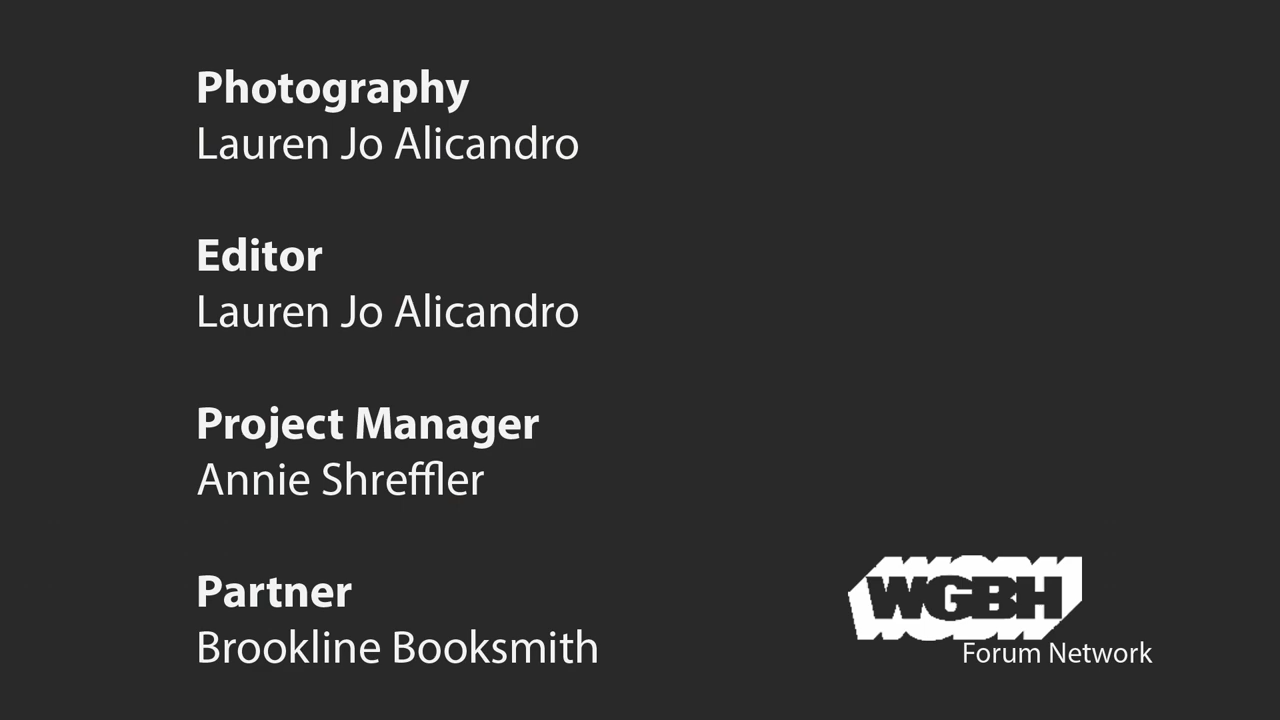 Photography
Lauren Jo Alicandro
Editor
Lauren Jo Alicandro
Project Manager
Annie Shreffler
Partner
Brookline Booksmith
WGBH
Forum Network